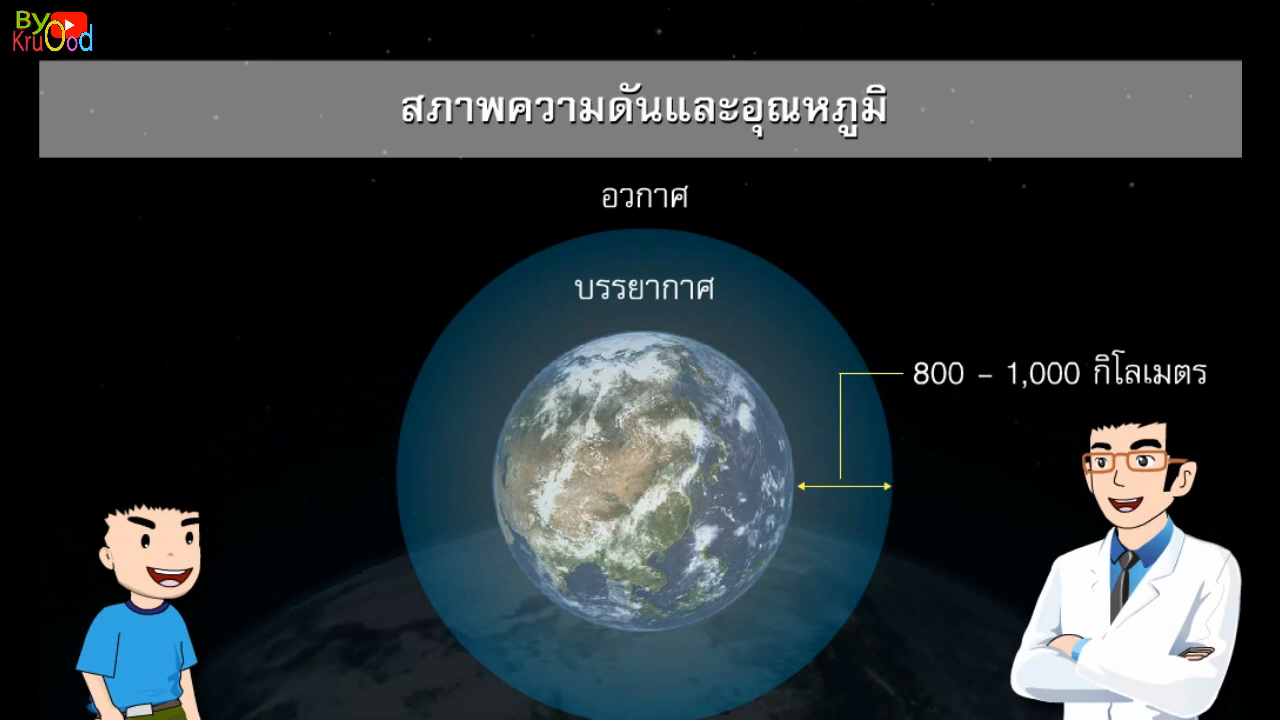 By
KruOod
สภาพความดันและอุณหภูมิ
อวกาศ
บรรยากาศ
800 – 1,000 กิโลเมตร